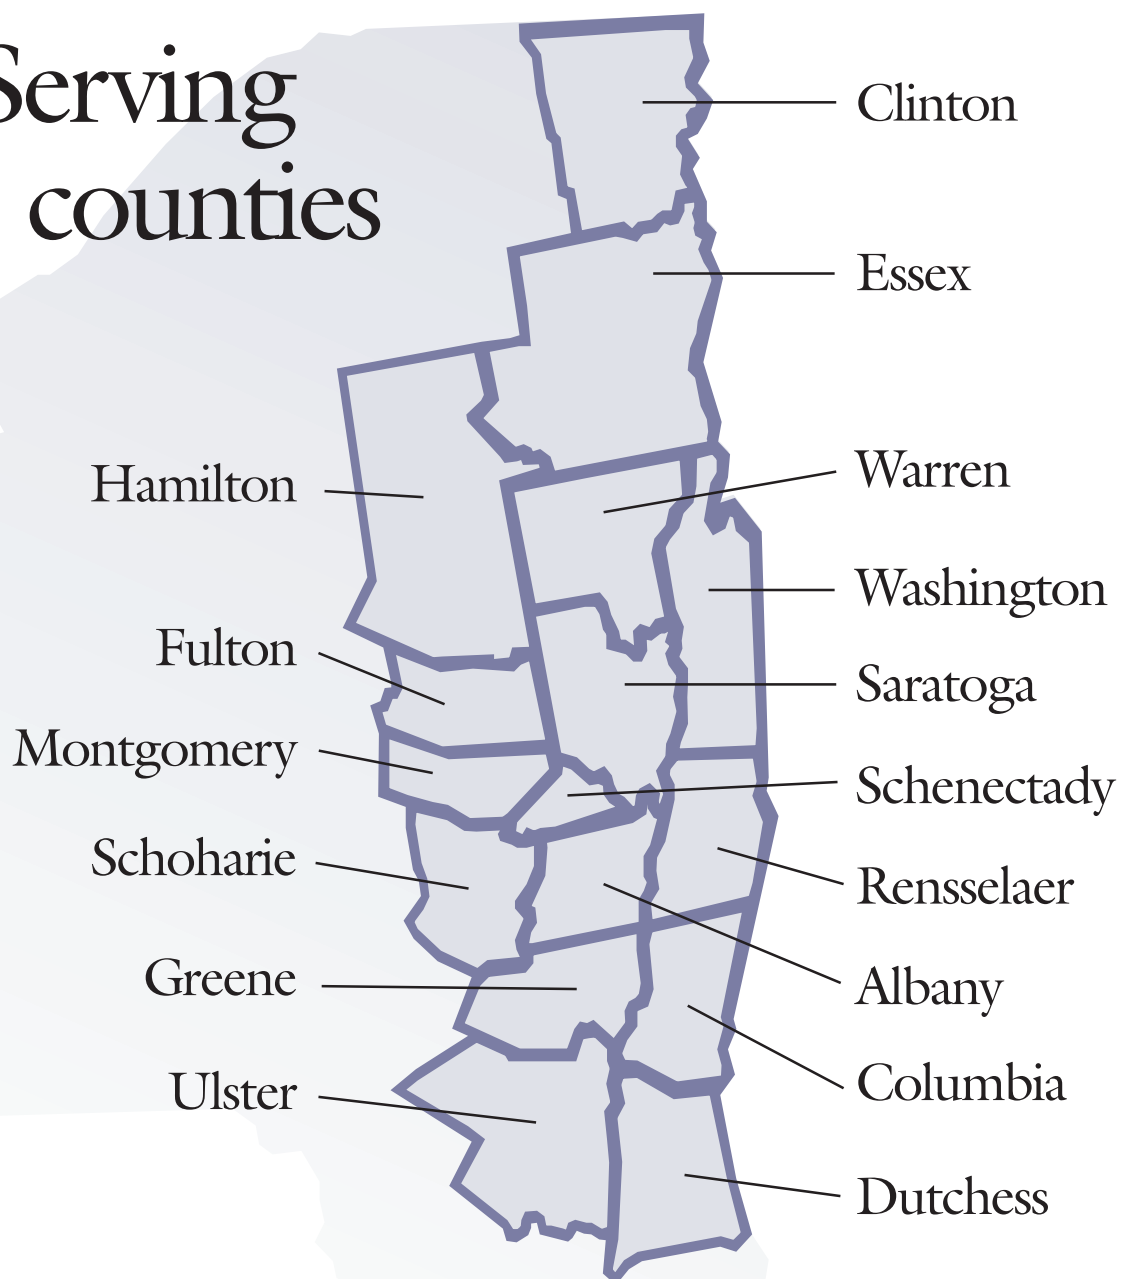 Serving
counties
Clinton
Essex
Warren
Hamilton
Washington
Fulton
Saratoga
Montgomery
Schenectady
Schoharie
Rensselaer
Greene
Albany
Columbia
Ulster
Dutchess